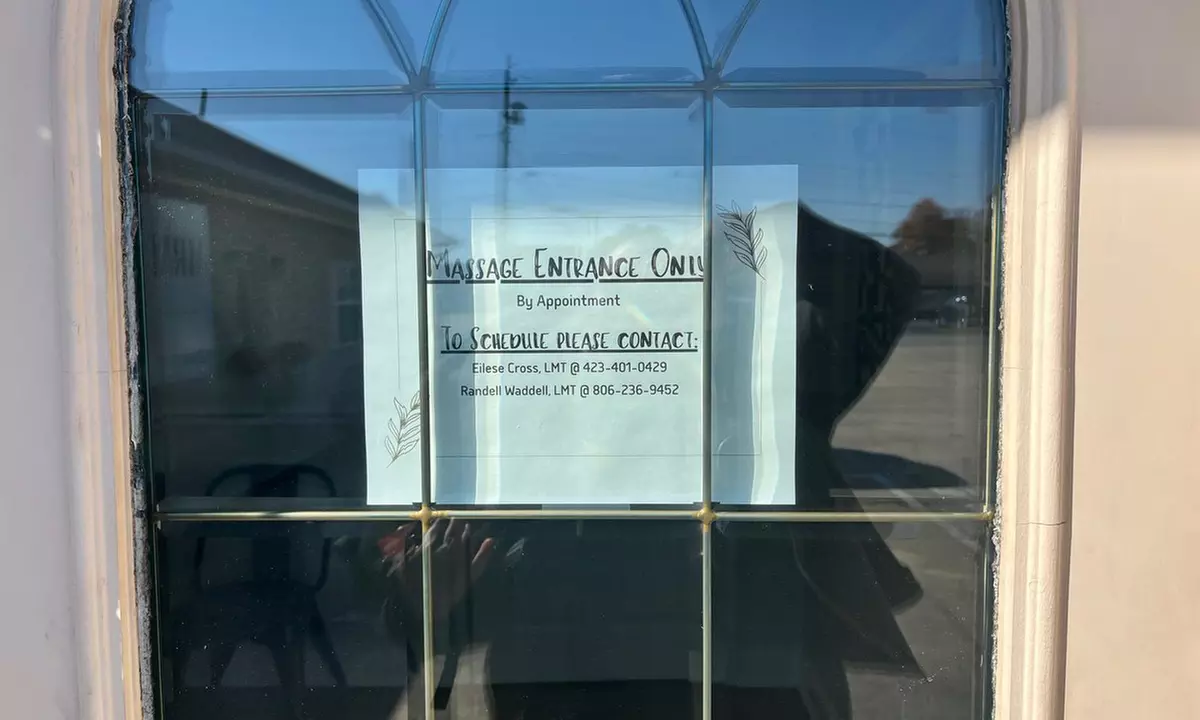 Massage Entrance Only
By Appointment
To Schedule please contact:
Eilese Cross, LMT @ 423-401-0429
Randell Waddell, LMT @ 806-236-9452